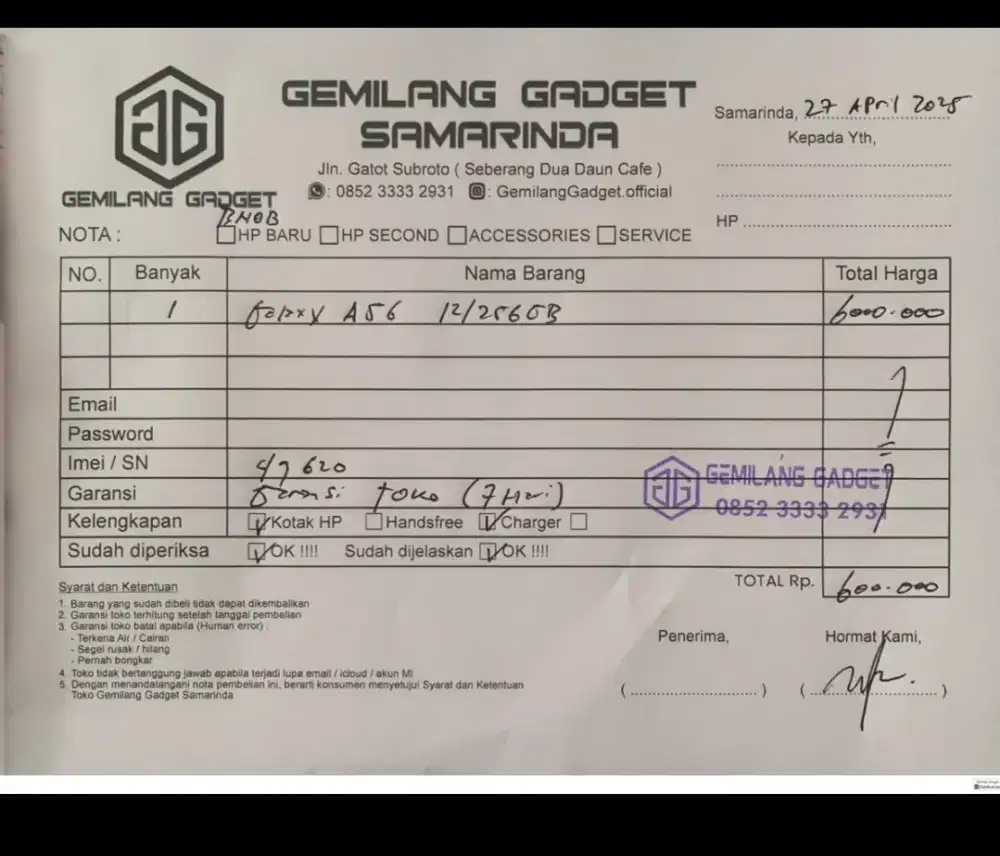 GEMILANG GADGET
SAMARINDA
Jln. Gatot Subroto ( Seberang Dua Daun Cafe )
: 0852 3333 2931 : GemilangGadget.official
GEMILANG GADGET
Samarinda, 27 April 2025
Kepada Yth,
HP
BNOB
NOTA : HP BARU HP SECOND ACCESSORIES SERVICE
NO. Banyak Nama Barang Total Harga
1 Galaxy A56 12/256GB 6000.000
Email
Password
Imei / SN 47620
Garansi Garansi toko (7 Hari)
Kelengkapan Kotak HP Handsfree Charger
Sudah diperiksa OK !!!! Sudah dijelaskan OK !!!!
GEMILANG GADGET
0852 3333 2931
TOTAL Rp. 600.000
Syarat dan Ketentuan
1. Barang yang sudah dibeli tidak dapat dikembalikan
2. Garansi toko terhitung setelah tanggal pembelian
3. Garansi toko batal apabila (Human error) :
- Terkena Air / Cairan
- Segel rusak / hilang
- Pernah bongkar
4. Toko tidak bertanggung jawab apabila terjadi lupa email / icloud / akun MI
5. Dengan menandatangani nota pembelian ini, berarti konsumen menyetujui Syarat dan Ketentuan
Toko Gemilang Gadget Samarinda
Penerima, Hormat Kami,